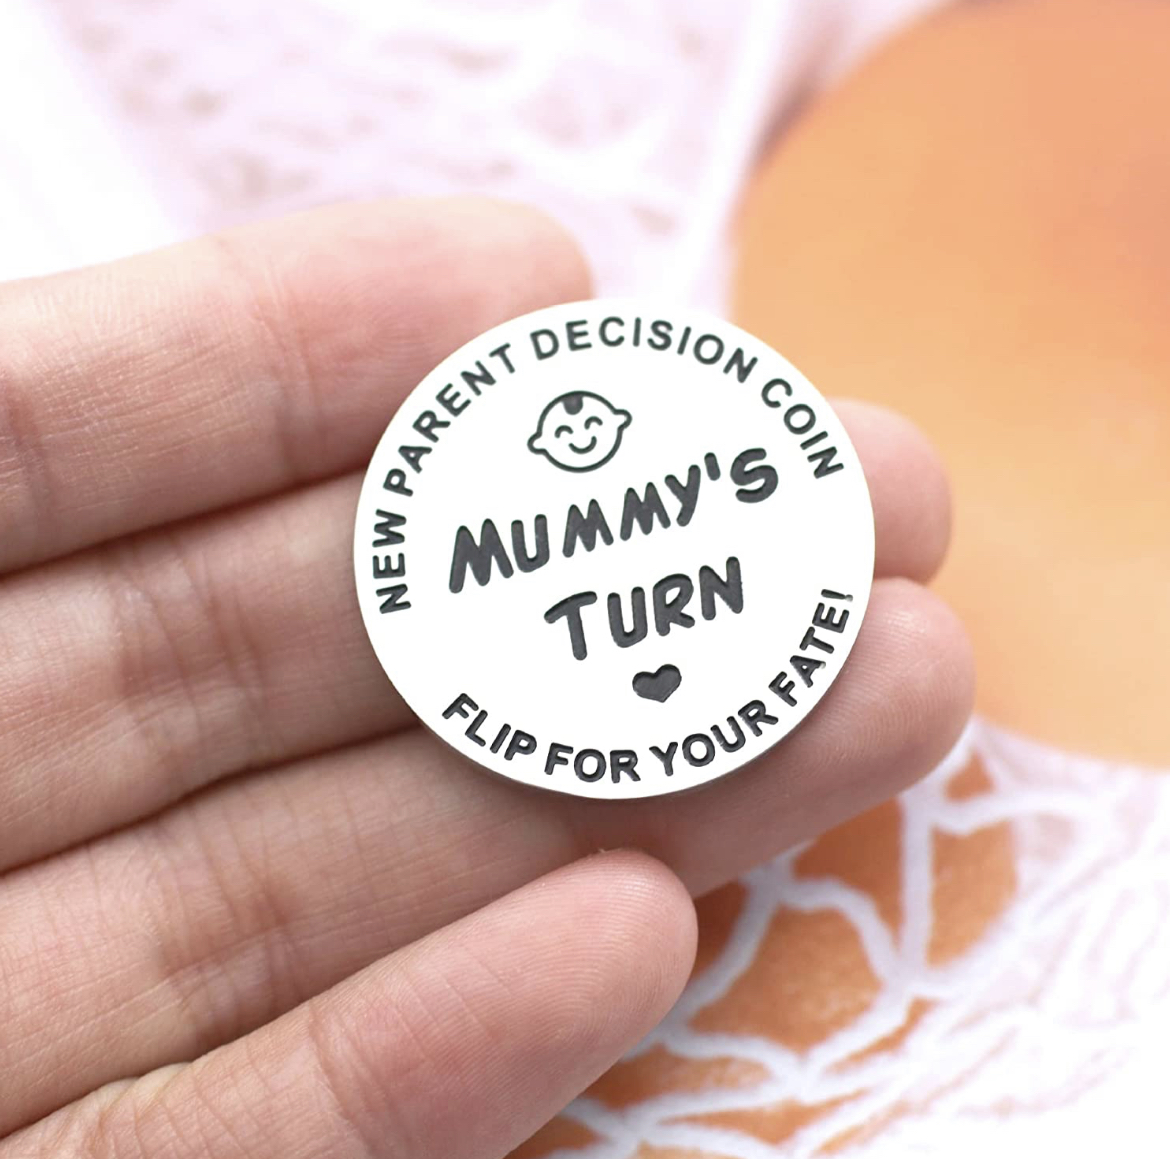 NEW PARENT DECISION COIN
MUMMY'S
TURN
FLIP FOR YOUR FATE!